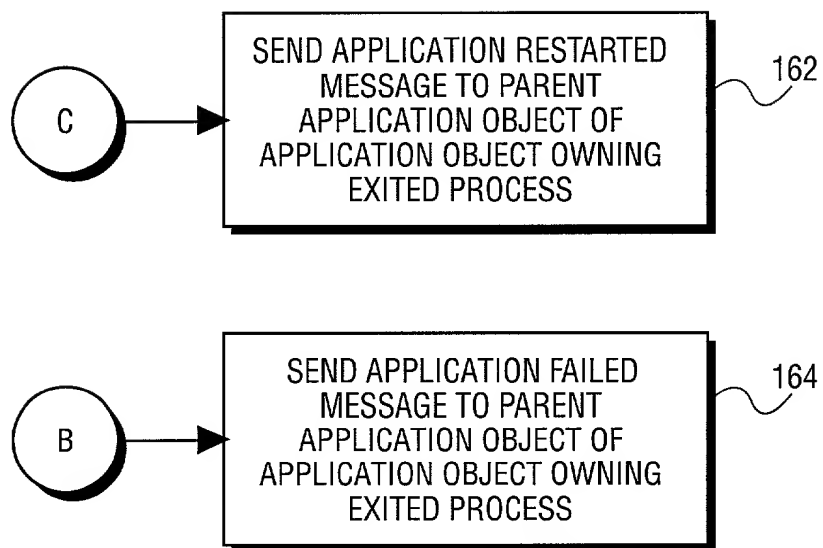 C
SEND APPLICATION RESTARTED
MESSAGE TO PARENT
APPLICATION OBJECT OF
APPLICATION OBJECT OWNING
EXITED PROCESS
162
B
SEND APPLICATION FAILED
MESSAGE TO PARENT
APPLICATION OBJECT OF
APPLICATION OBJECT OWNING
EXITED PROCESS
164